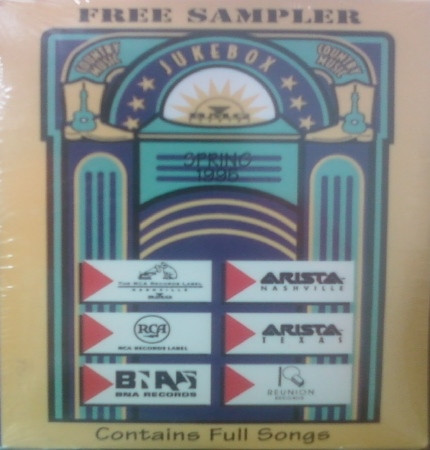 FREE SAMPLER
JUKEBOX
COUNTRY
MUSIC
COUNTRY
MUSIC
SPRING
1996
THE RCA RECORDS LABEL
NASHVILLE
ARISTA
NASHVILLE
RCA
RCA RECORDS LABEL
ARISTA
TEXAS
BNA
BNA RECORDS
REUNION
RECORDS
Contains Full Songs